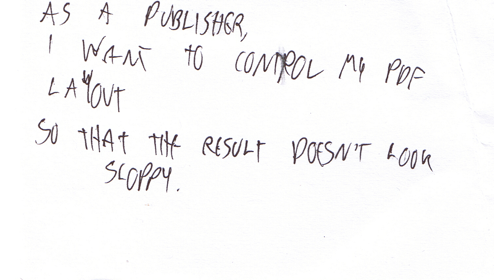 AS A PUBLISHER,
I WANT TO CONTROL MY PDF
LAYOUT
SO THAT THE RESULT DOESN'T LOOK
SLOPPY.